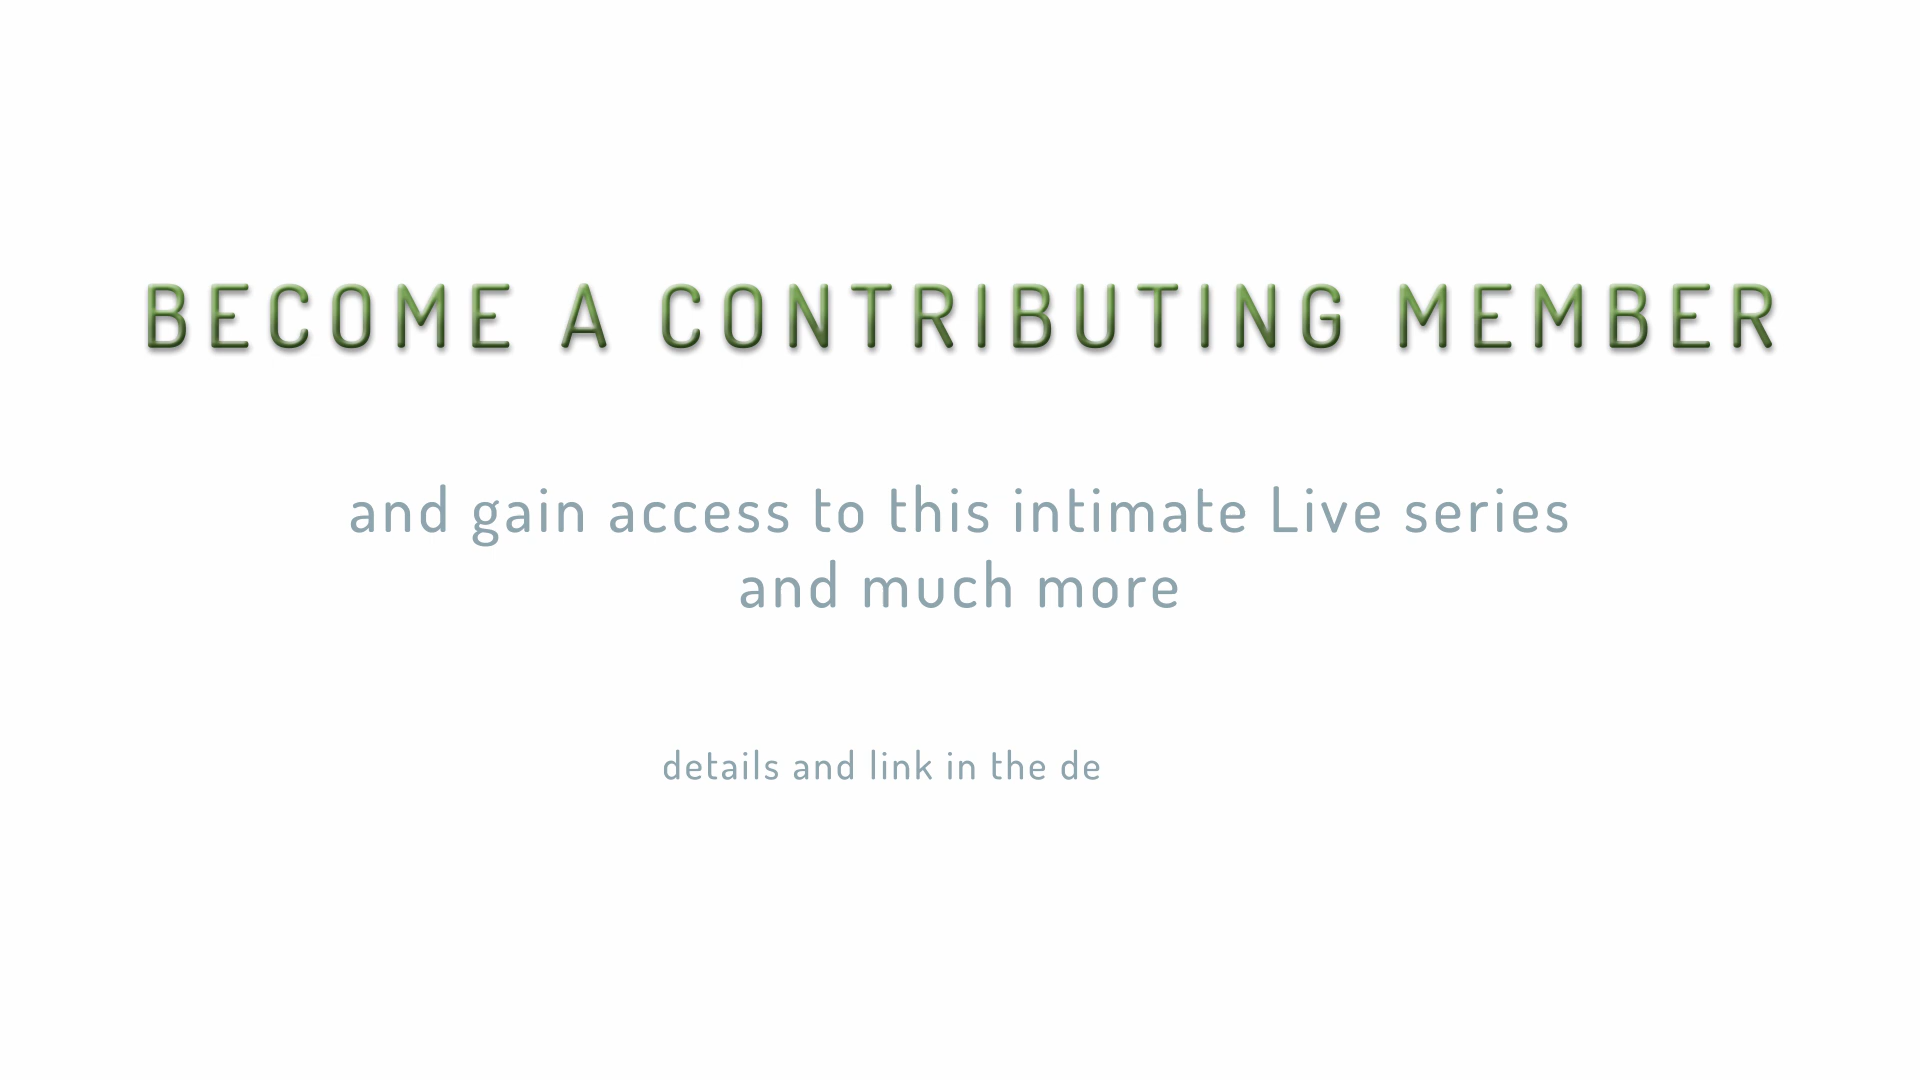 BECOME A CONTRIBUTING MEMBER
and gain access to this intimate Live series
and much more
details and link in the de